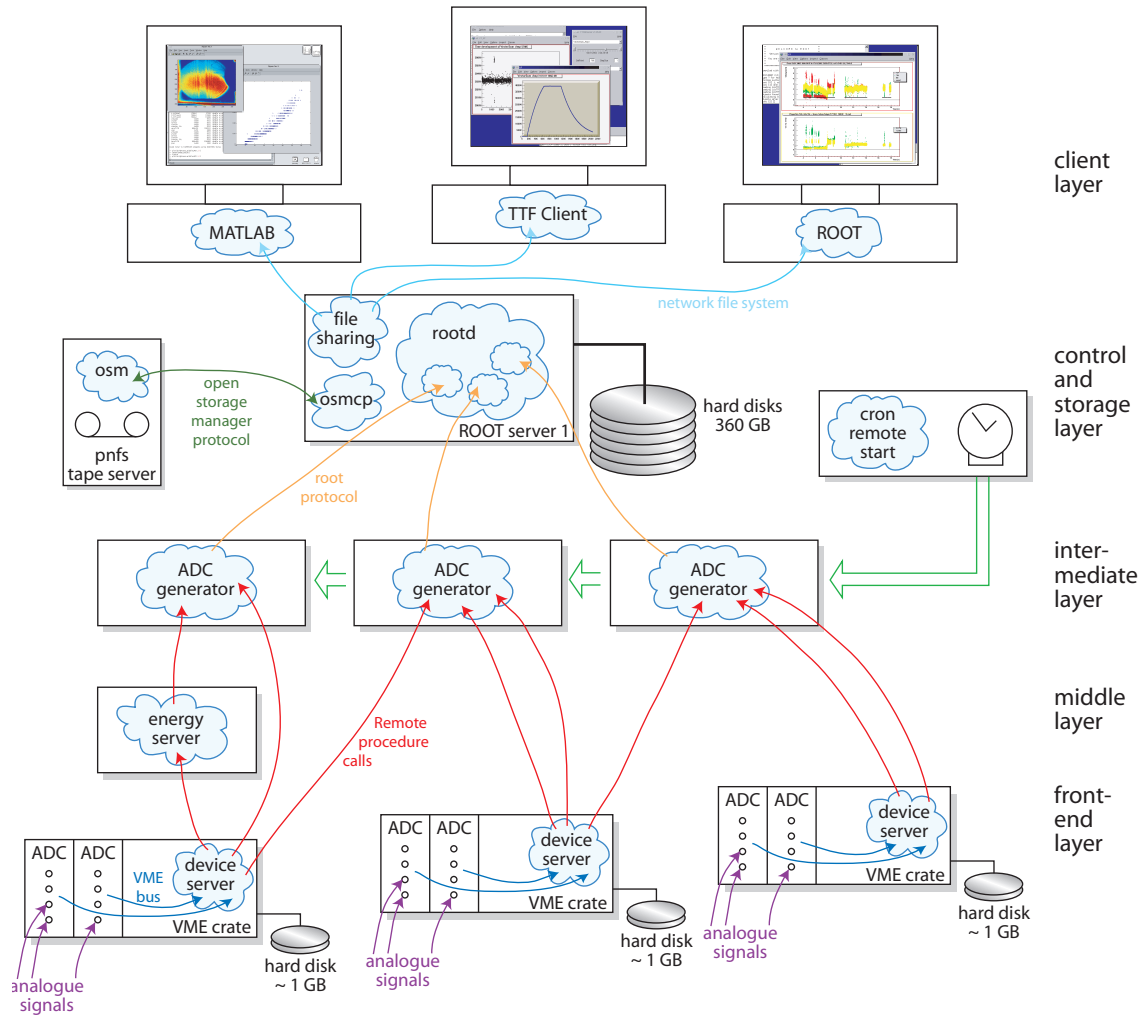 client
layer
MATLAB
TTF Client
ROOT
network file system
file
sharing
rootd
osmcp
ROOT server 1
osm
pnfs
tape server
open
storage
manager
protocol
hard disks
360 GB
cron
remote
start
control
and
storage
layer
root
protocol
ADC
generator
ADC
generator
ADC
generator
inter-
mediate
layer
energy
server
Remote
procedure
calls
middle
layer
ADC
ADC
device
server
VME
bus
VME crate
hard disk
~ 1 GB
analogue
signals
ADC
ADC
device
server
VME crate
hard disk
~ 1 GB
analogue
signals
ADC
ADC
device
server
VME crate
hard disk
~ 1 GB
analogue
signals
front-
end
layer